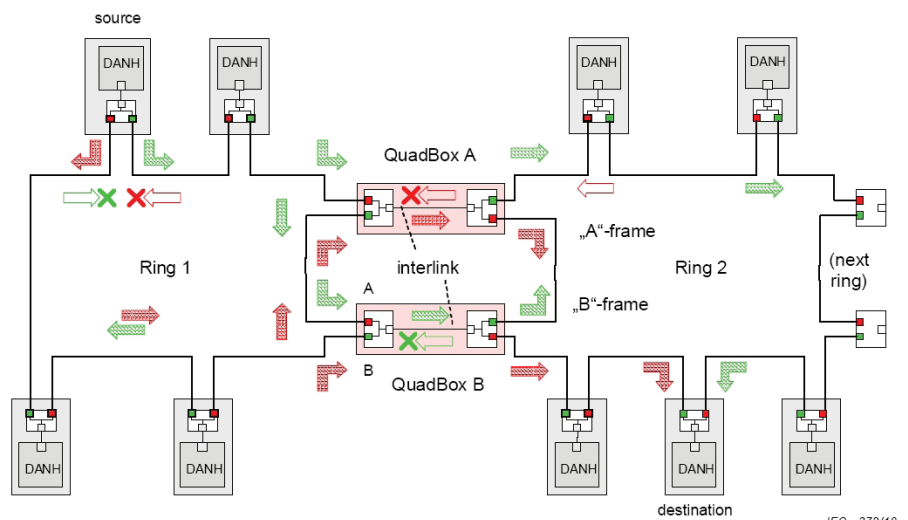 source
DANH
DANH
DANH
DANH
QuadBox A
„A“-frame
Ring 1
interlink
Ring 2
(next
ring)
A
„B“-frame
B
QuadBox B
DANH
DANH
DANH
DANH
DANH
destination